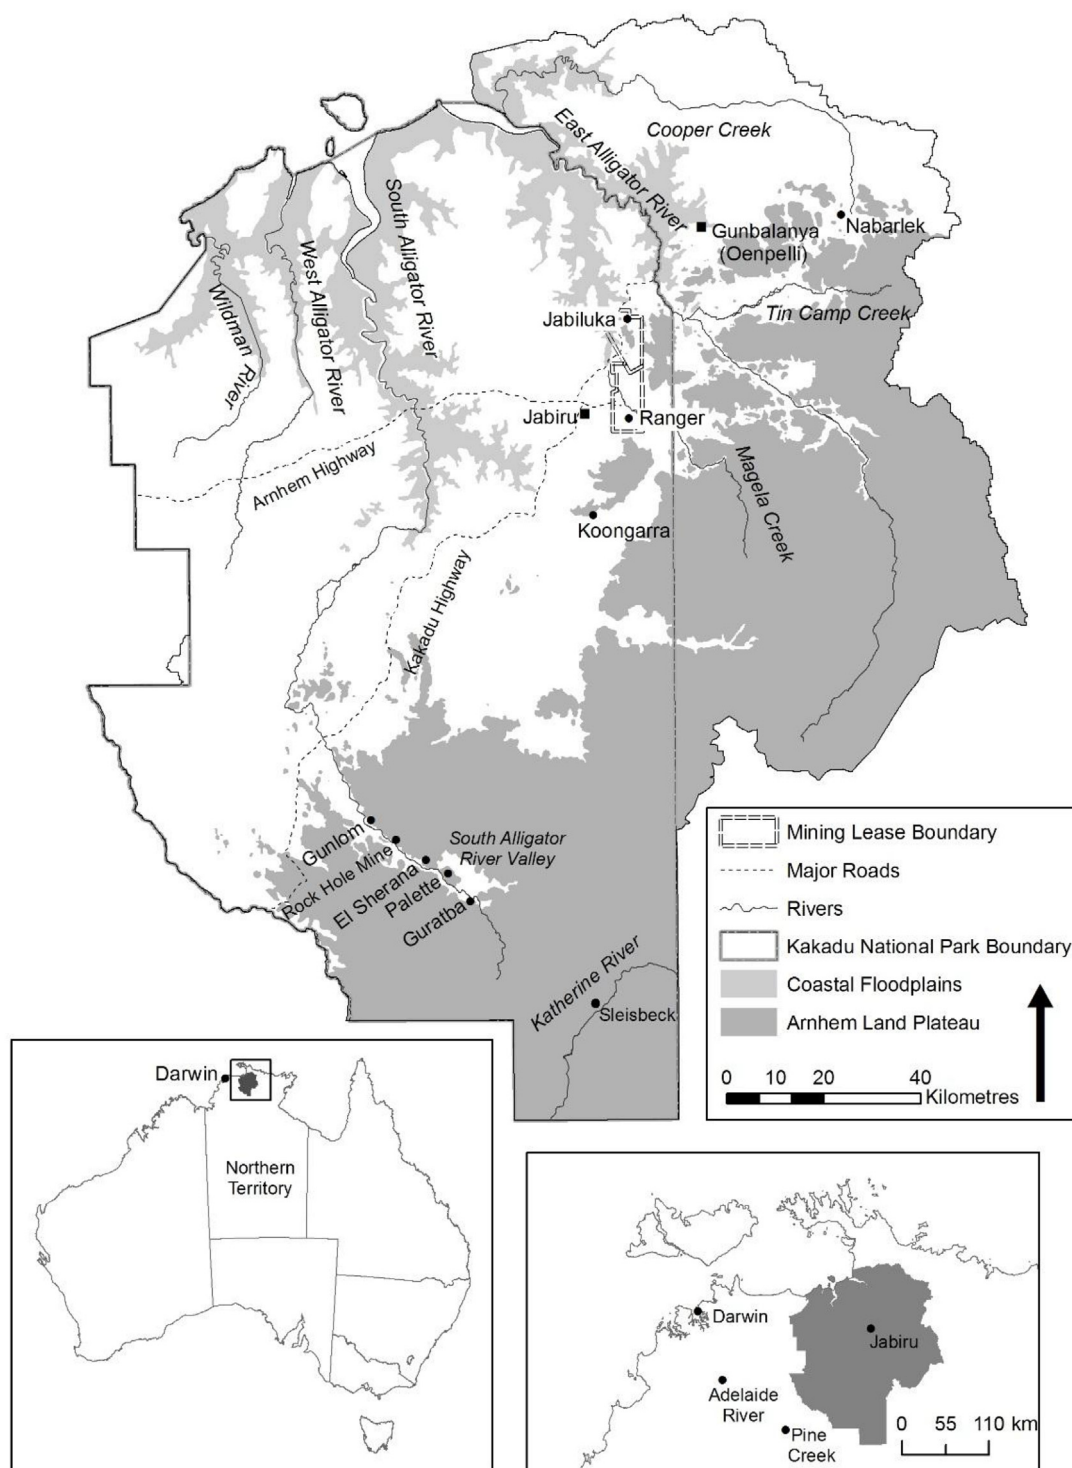 Cooper Creek
East Alligator River
South Alligator River
West Alligator River
Wildman River
Nabarlek
Gunbalanya
(Oenpelli)
Tin Camp Creek
Jabiluka
Jabiru
Ranger
Arnhem Highway
Magela Creek
Koongarra
Kakadu Highway
Gunlom
Rock Hole Mine
El Sherana
Palette
Guratba
South Alligator
River Valley
Katherine River
Sleisbeck
Mining Lease Boundary
Major Roads
Rivers
Kakadu National Park Boundary
Coastal Floodplains
Arnhem Land Plateau
0 10 20 40
Kilometres
Darwin
Northern
Territory
Darwin
Jabiru
Adelaide
River
Pine
Creek
0 55 110 km